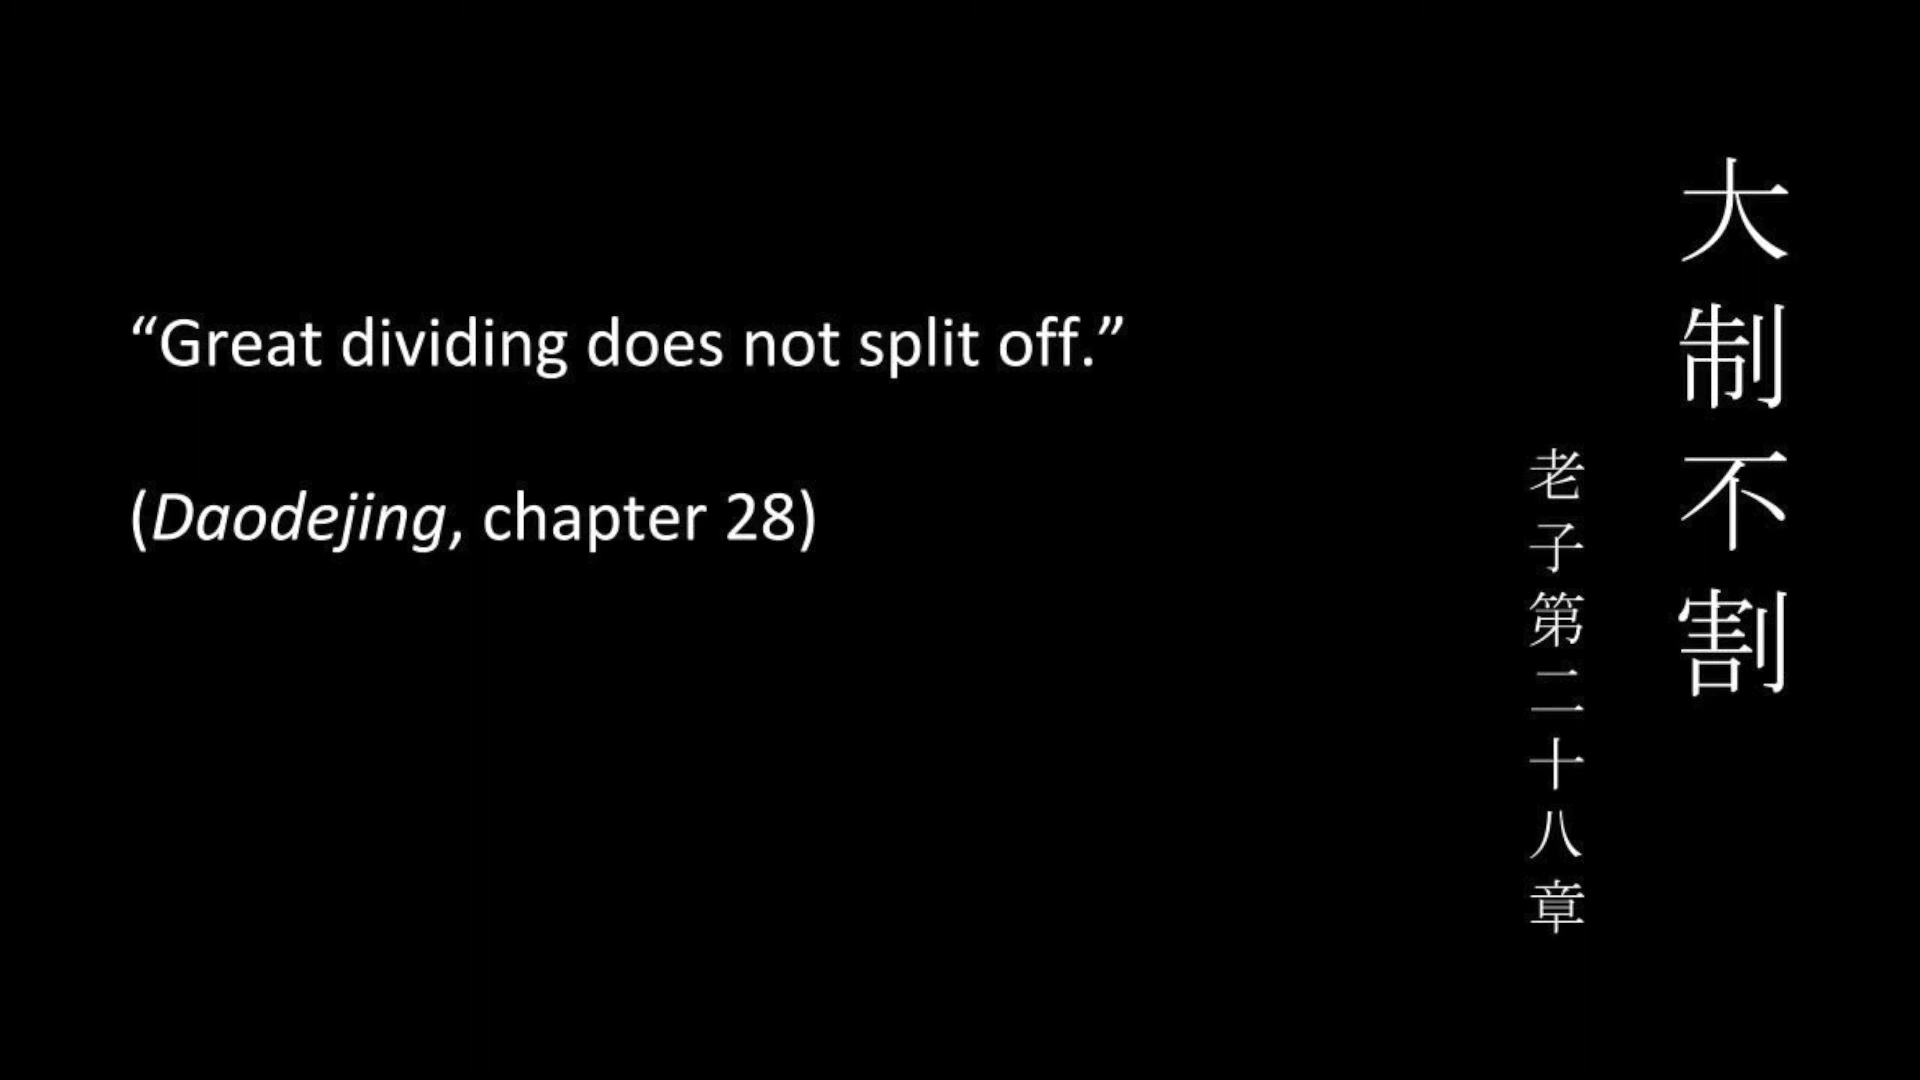 “Great dividing does not split off.”
(Daodejing, chapter 28)
大制不割
老子第二十八章